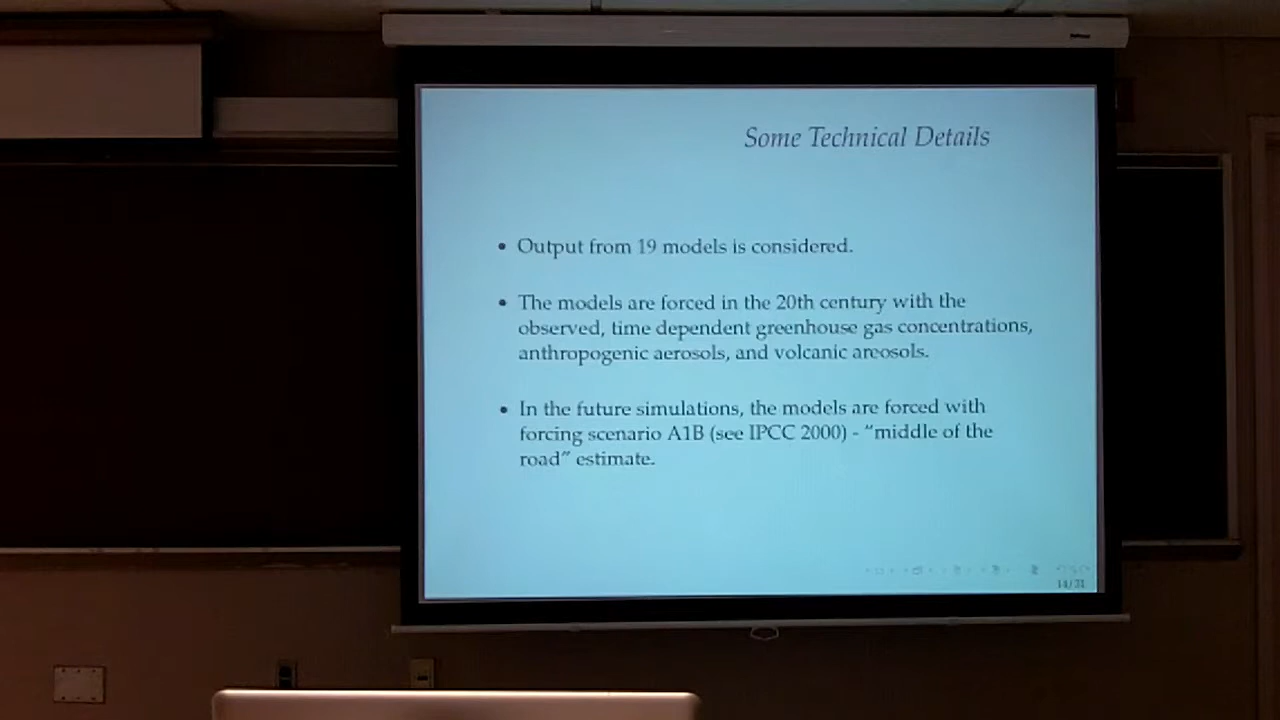 Some Technical Details
• Output from 19 models is considered.
• The models are forced in the 20th century with the
observed, time dependent greenhouse gas concentrations,
anthropogenic aerosols, and volcanic areosols.
• In the future simulations, the models are forced with
forcing scenario A1B (see IPCC 2000) - “middle of the
road” estimate.
14/31